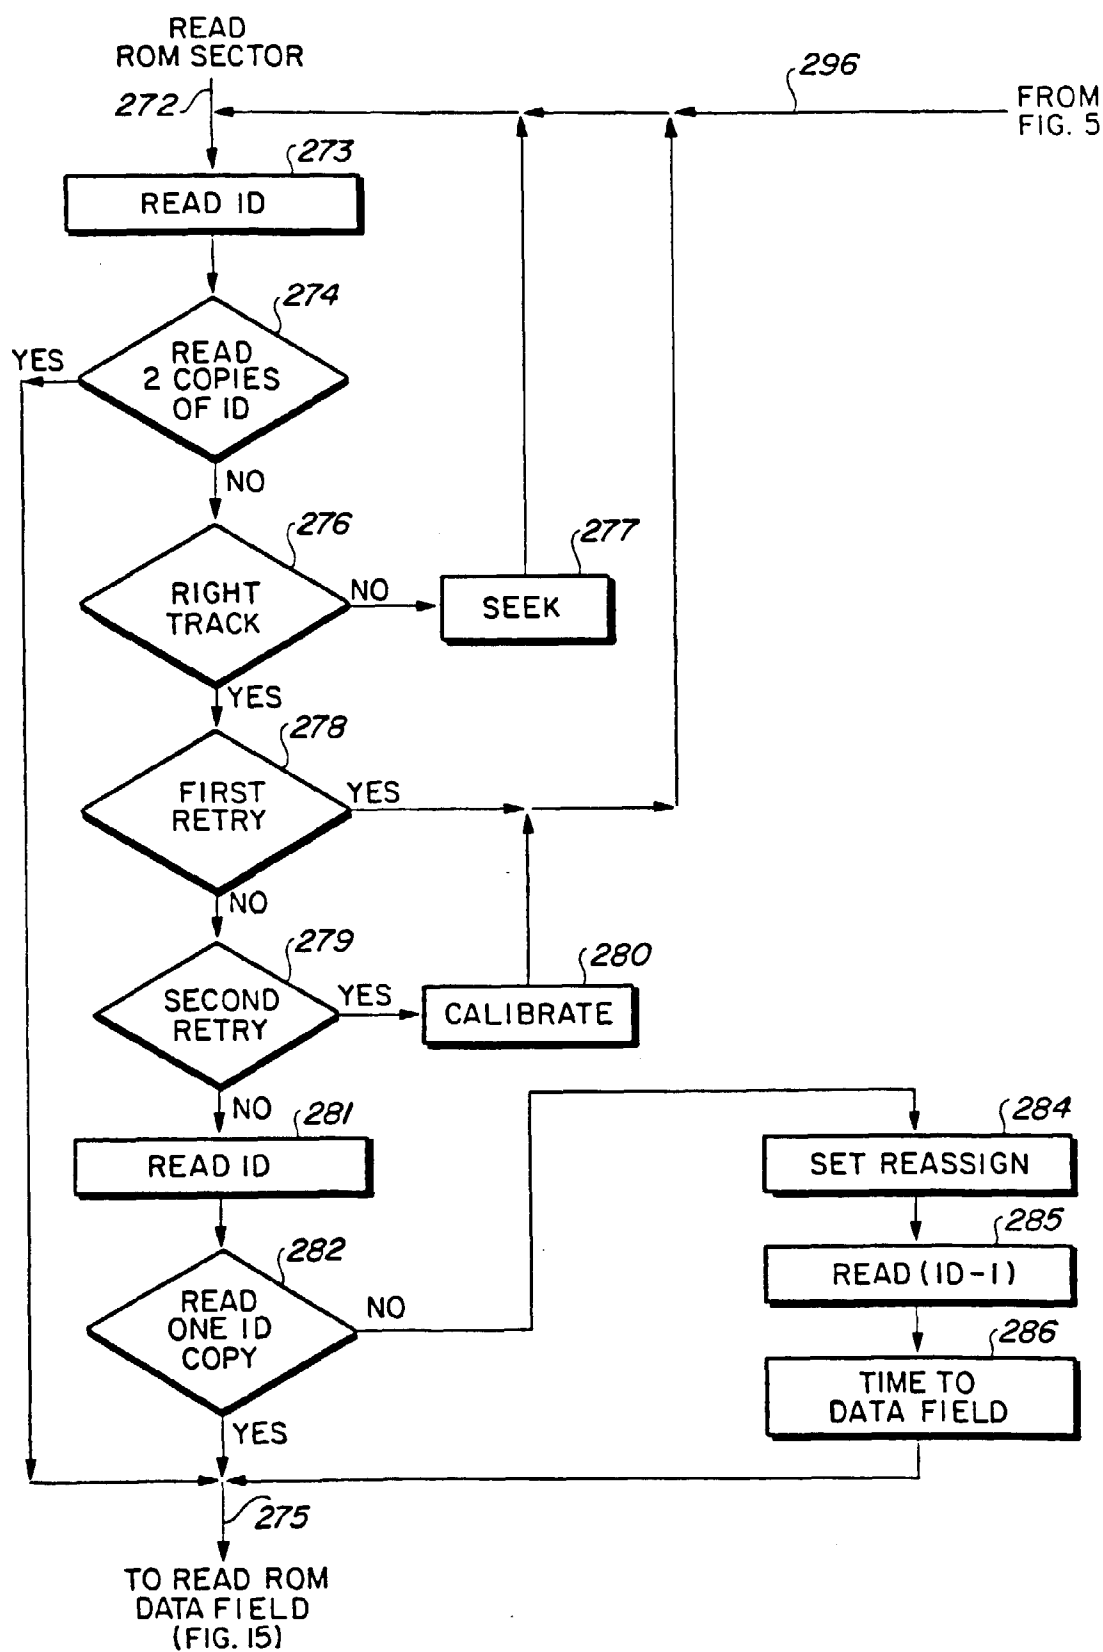 READ
ROM SECTOR
272
296
FROM
FIG. 5
273
READ ID
274
YES
READ
2 COPIES
OF ID
NO
276
RIGHT
TRACK
NO
277
SEEK
YES
278
FIRST
RETRY
YES
NO
279
SECOND
RETRY
YES
280
CALIBRATE
NO
281
READ ID
282
READ
ONE ID
COPY
NO
284
SET REASSIGN
285
READ (ID-1)
286
TIME TO
DATA FIELD
YES
275
TO READ ROM
DATA FIELD
(FIG. 15)